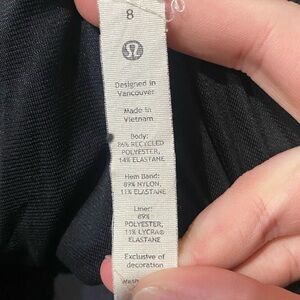 8
Designed in
Vancouver
Made in
Vietnam
Body:
86% RECYCLED
POLYESTER,
14% ELASTANE
Hem Band:
89% NYLON,
11% ELASTANE
Liner:
89%
POLYESTER,
11% LYCRA®
ELASTANE
Exclusive of
decoration